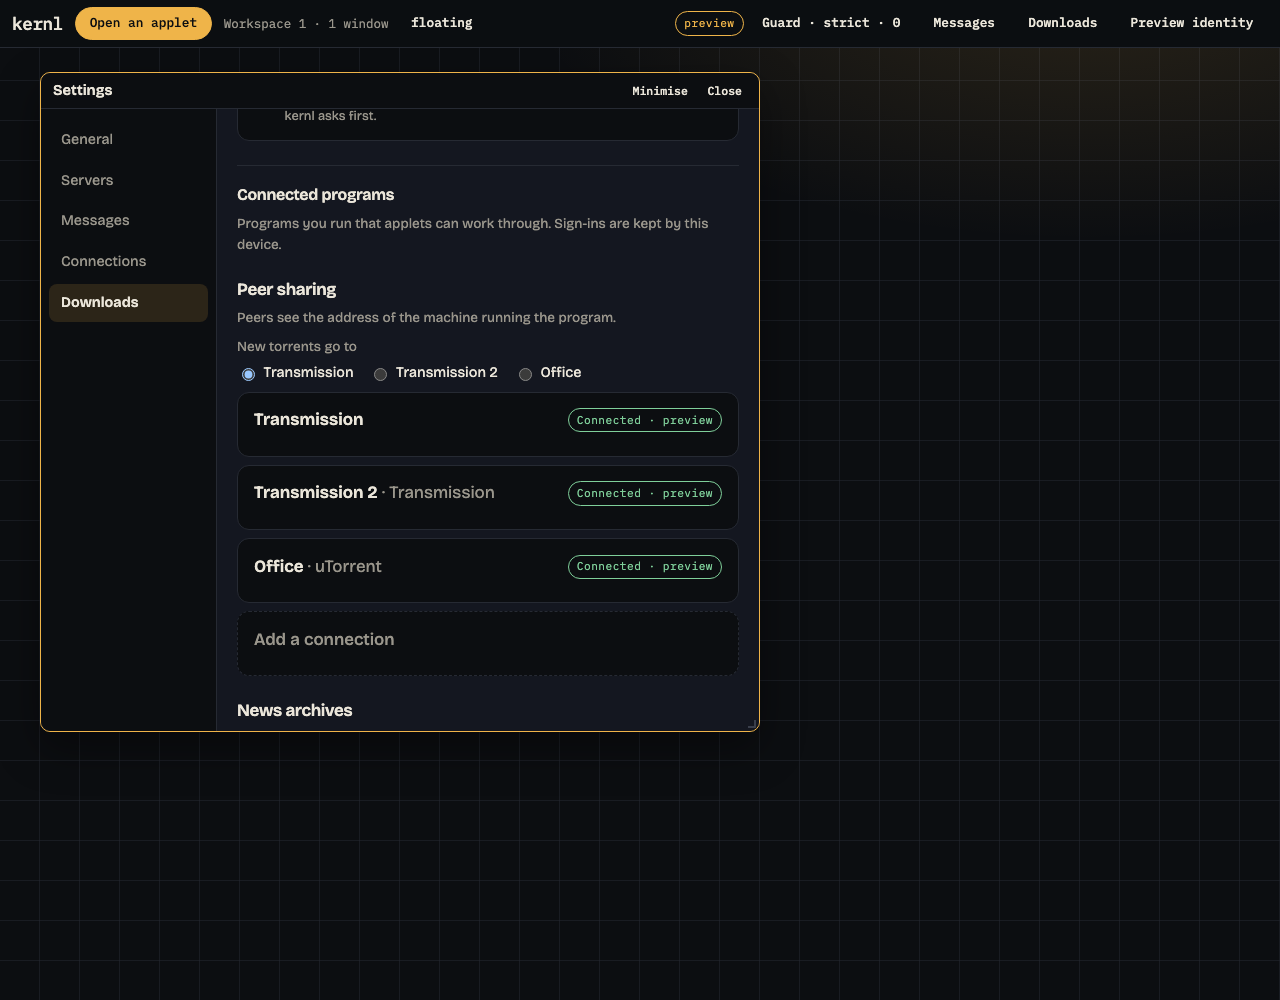 kernl Open an applet Workspace 1 · 1 window floating preview Guard · strict · 0 Messages Downloads Preview identity
Settings Minimise Close
General
Servers
Messages
Connections
Downloads
kernl asks first.
Connected programs
Programs you run that applets can work through. Sign-ins are kept by this
device.
Peer sharing
Peers see the address of the machine running the program.
New torrents go to
Transmission Transmission 2 Office
Transmission Connected · preview
Transmission 2 · Transmission Connected · preview
Office · uTorrent Connected · preview
Add a connection
News archives